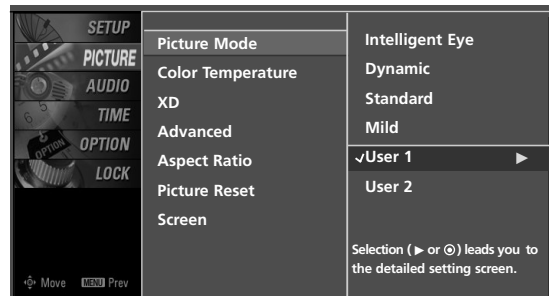 SETUP
PICTURE
AUDIO
TIME
OPTION
LOCK
Move MENU Prev
Picture Mode
Color Temperature
XD
Advanced
Aspect Ratio
Picture Reset
Screen
Intelligent Eye
Dynamic
Standard
Mild
✓User 1 ▶
User 2
Selection ( ▶ or ⊙ ) leads you to
the detailed setting screen.